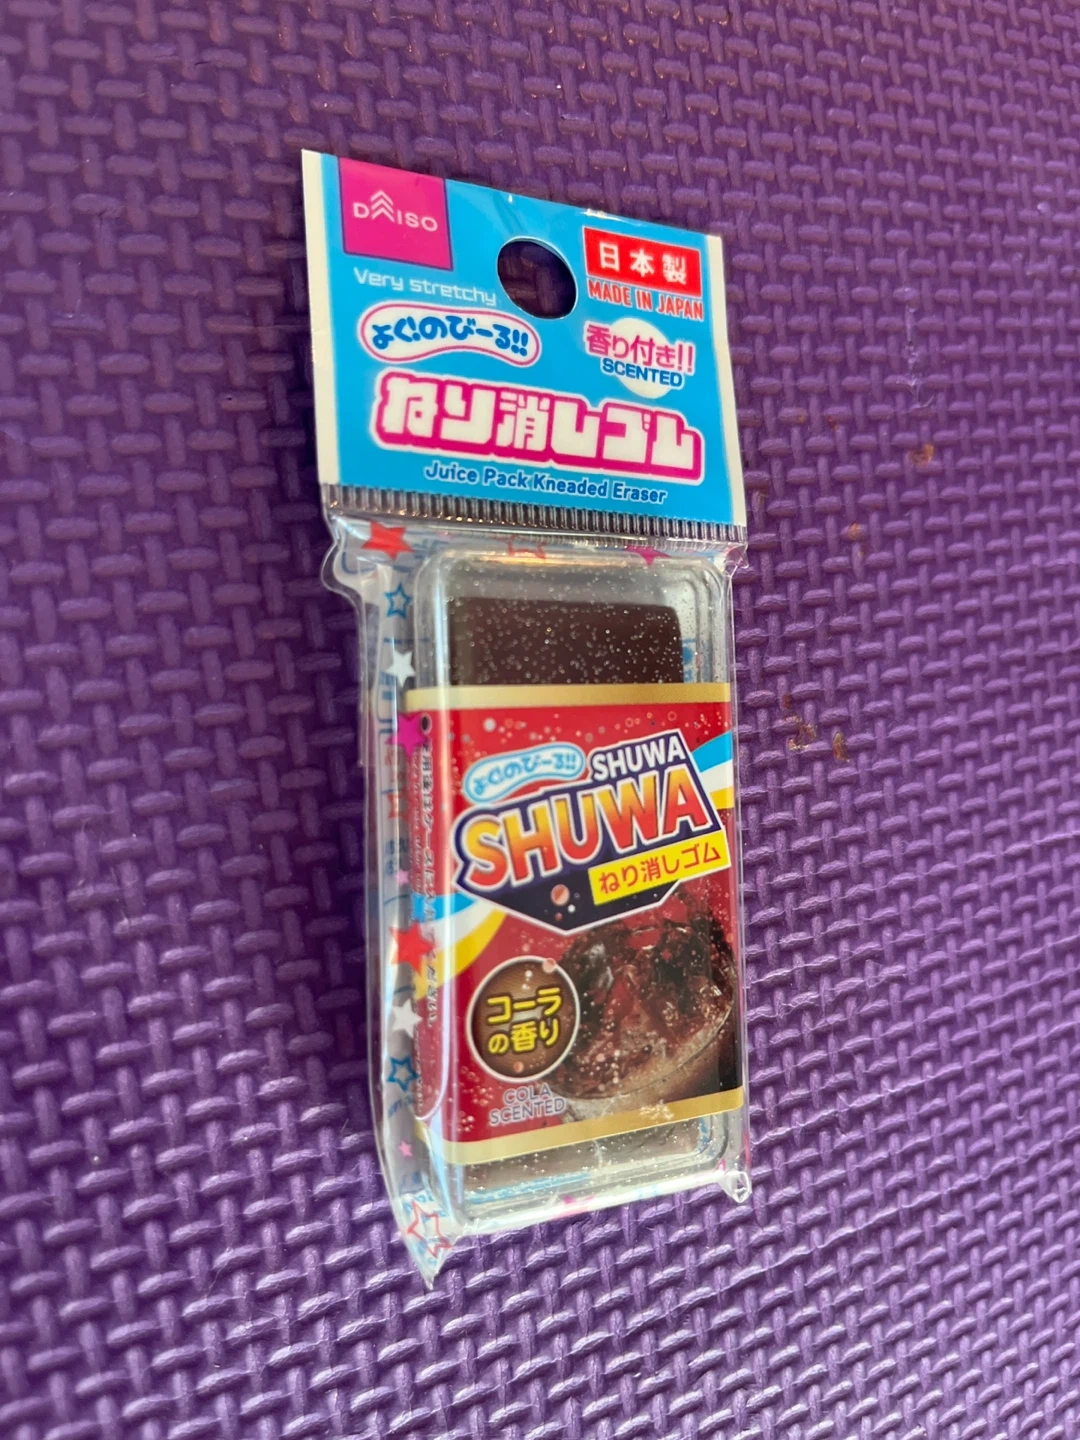 DAISO
日本製
MADE IN JAPAN
Very stretchy
よく!のびーる!!
香り付き!!
SCENTED
ねり消しゴム
Juice Pack Kneaded Eraser
よく!のびーる!!
SHUWA
SHUWA
ねり消しゴム
コーラ
の香り
COLA
SCENTED